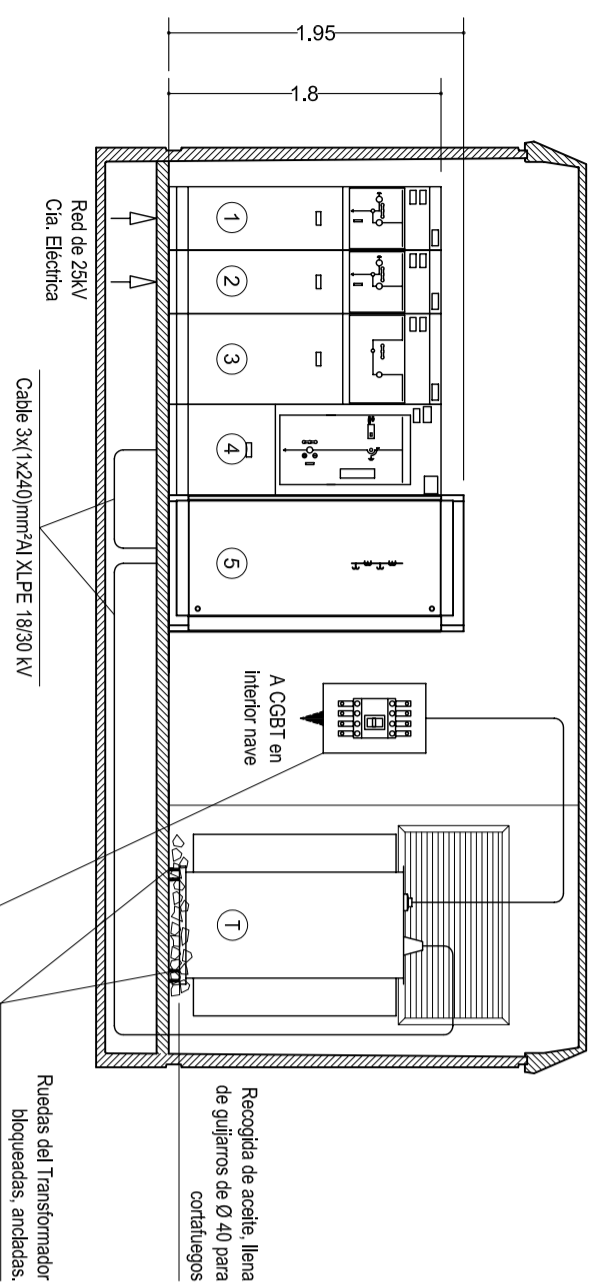 1.95
1.8
1
2
3
4
5
T
Red de 25kV
Cía. Eléctrica
Cable 3x(1x240)mm²Al XLPE 18/30 kV
A CGBT en
interior nave
Recogida de aceite, llena
de guijarros de Ø 40 para
cortafuegos
Ruedas del Transformador
bloqueadas, ancladas.